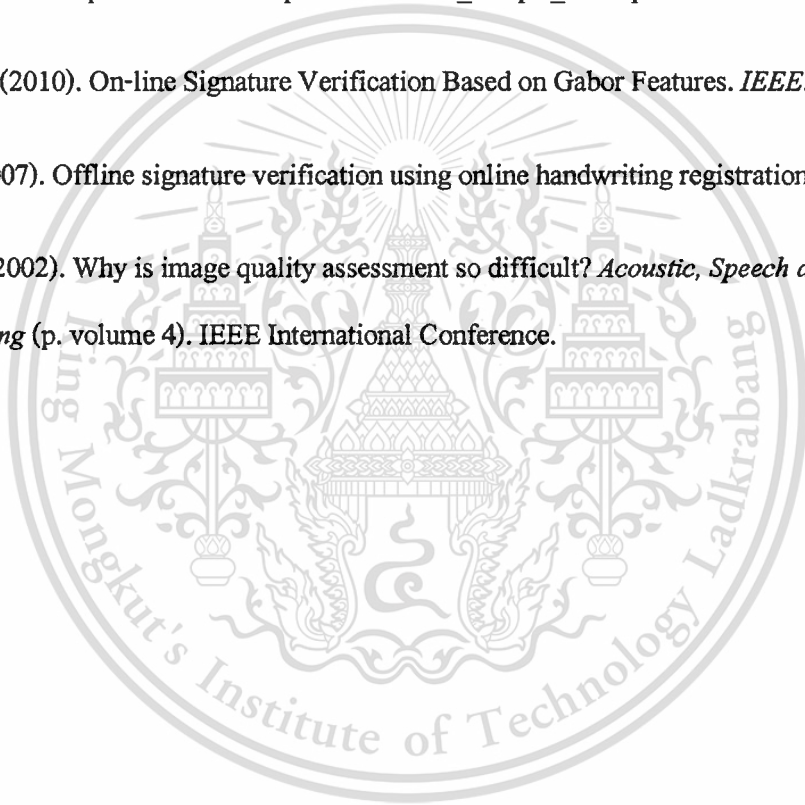 (2010). On-line Signature Verification Based on Gabor Features. IEEE.
07). Offline signature verification using online handwriting registration
2002). Why is image quality assessment so difficult? Acoustic, Speech
ng (p. volume 4). IEEE International Conference.
King Mongkut's Institute of Technology Ladkrabang